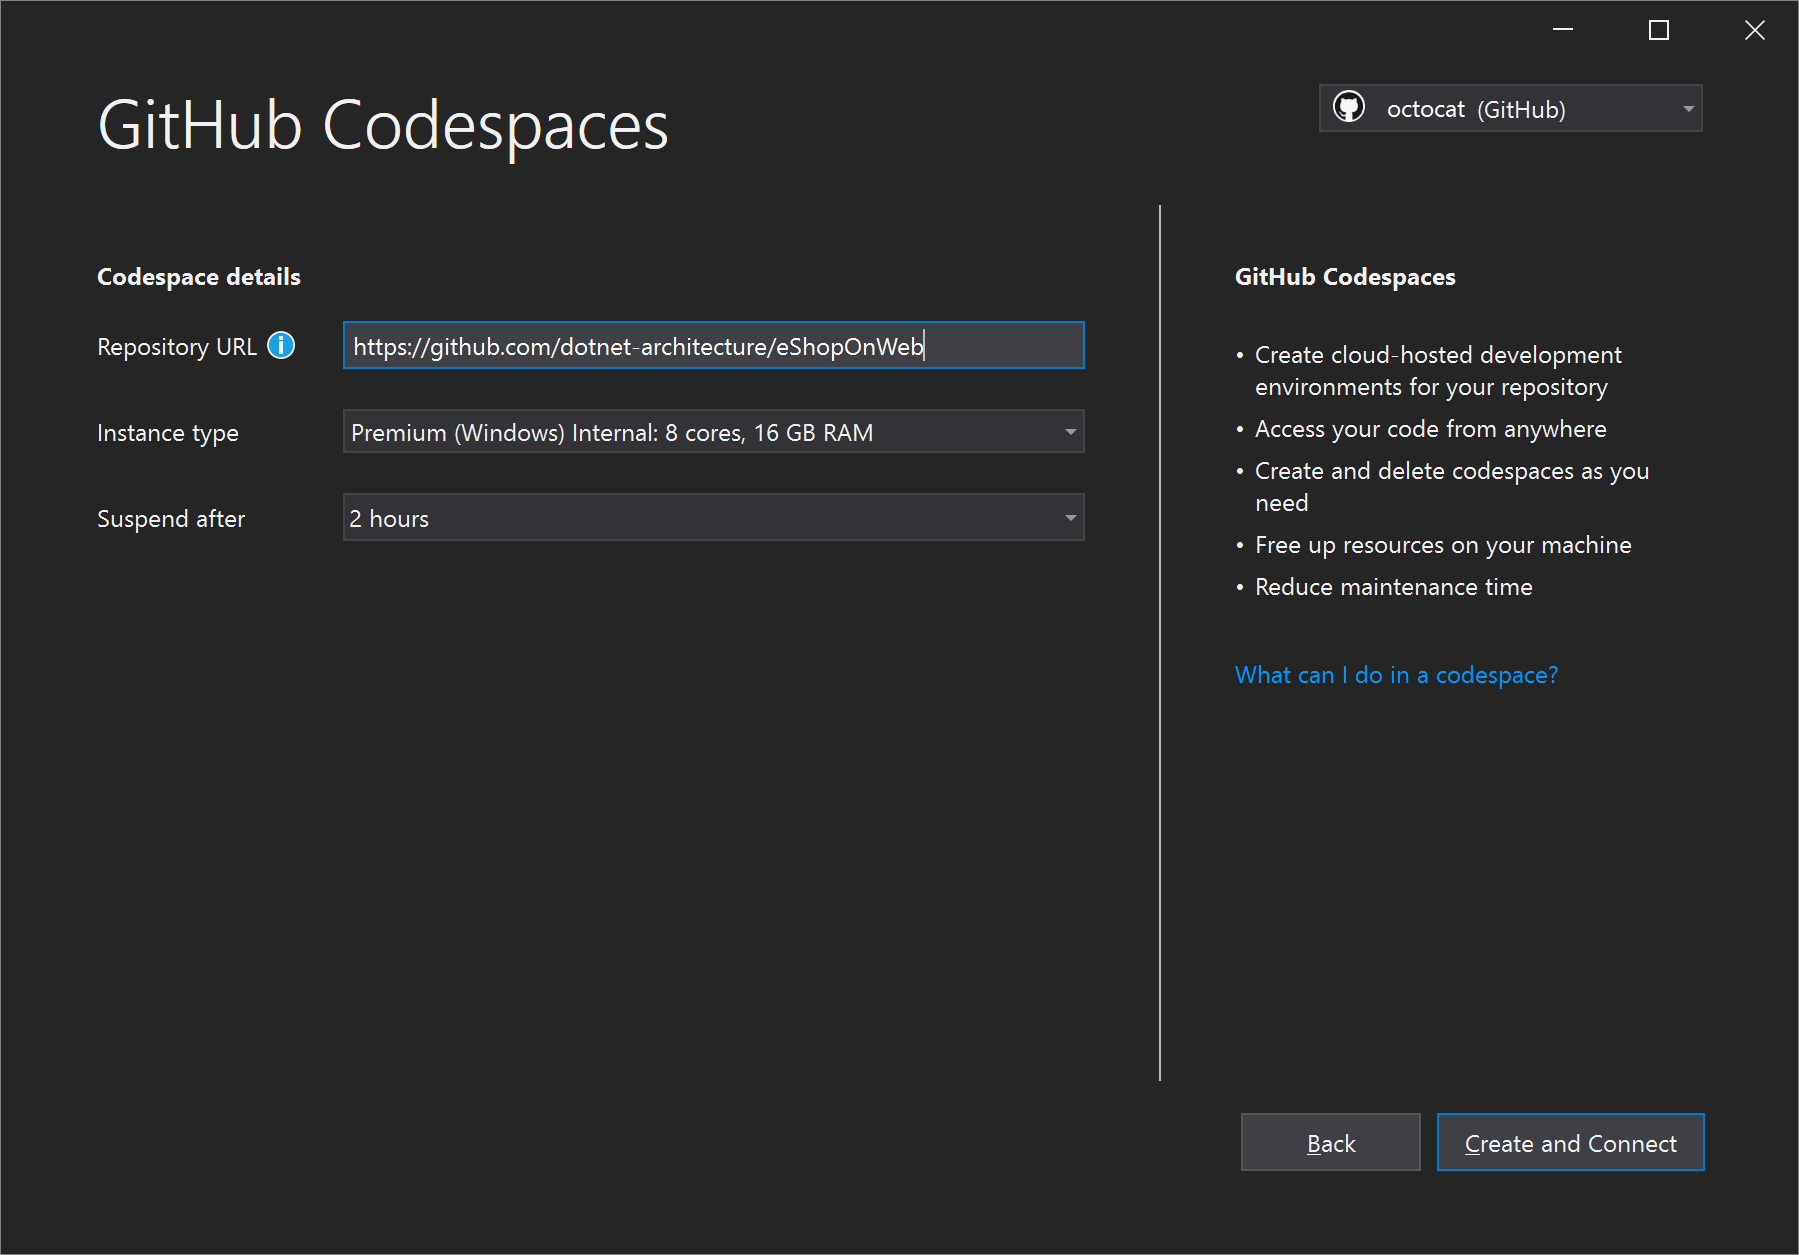 GitHub Codespaces
octocat (GitHub)
Codespace details
Repository URL
https://github.com/dotnet-architecture/eShopOnWeb
Instance type
Premium (Windows) Internal: 8 cores, 16 GB RAM
Suspend after
2 hours
GitHub Codespaces
• Create cloud-hosted development
environments for your repository
• Access your code from anywhere
• Create and delete codespaces as you
need
• Free up resources on your machine
• Reduce maintenance time
What can I do in a codespace?
Back
Create and Connect